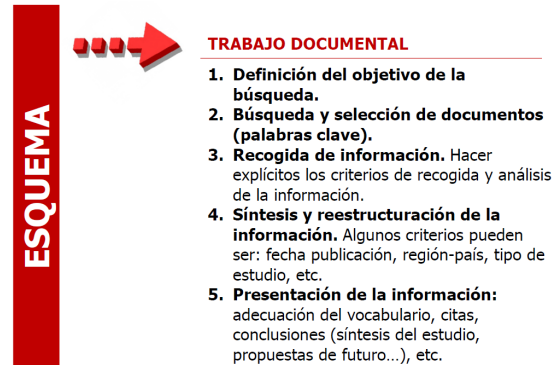 ESQUEMA
TRABAJO DOCUMENTAL
1. Definición del objetivo de la
búsqueda.
2. Búsqueda y selección de documentos
(palabras clave).
3. Recogida de información. Hacer
explícitos los criterios de recogida y análisis
de la información.
4. Síntesis y reestructuración de la
información. Algunos criterios pueden
ser: fecha publicación, región-país, tipo de
estudio, etc.
5. Presentación de la información:
adecuación del vocabulario, citas,
conclusiones (síntesis del estudio,
propuestas de futuro...), etc.